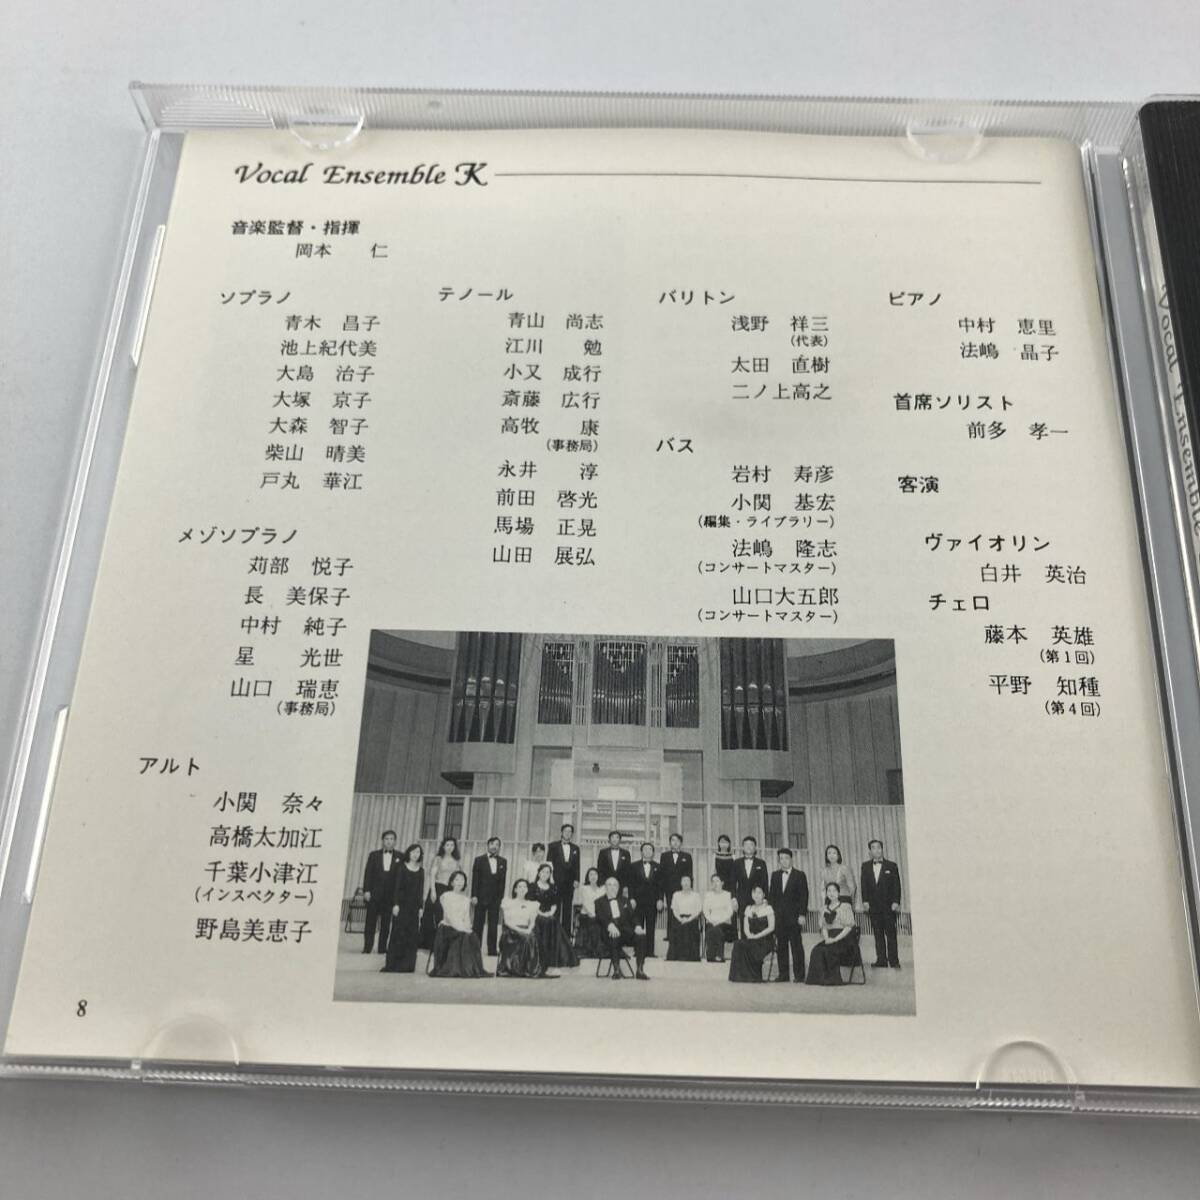 Vocal Ensemble K
音楽監督・指揮
岡本 仁
ソプラノ
青木 昌子
池上紀代美
大島 治子
大塚 京子
大森 智子
柴山 晴美
戸丸 華江
メゾソプラノ
苅部 悦子
長 美保子
中村 純子
星 光世
山口 瑞恵
(事務局)
アルト
小関 奈々
高橋太加江
千葉小津江
(インスペクター)
野島美恵子
テノール
青山 尚志
江川 勉
小又 成行
斎藤 広行
高牧 康
(事務局)
永井 淳
前田 啓光
馬場 正晃
山田 展弘
バリトン
浅野 祥三
(代表)
太田 直樹
二ノ上高之
バス
岩村 寿彦
小関 基宏
(編集・ライブラリー)
法嶋 隆志
(コンサートマスター)
山口大五郎
(コンサートマスター)
ピアノ
中村 恵里
法嶋 晶子
首席ソリスト
前多 孝一
客演
ヴァイオリン
白井 英治
チェロ
藤本 英雄
(第1回)
平野 知種
(第4回)
8
Vocal Ensemble